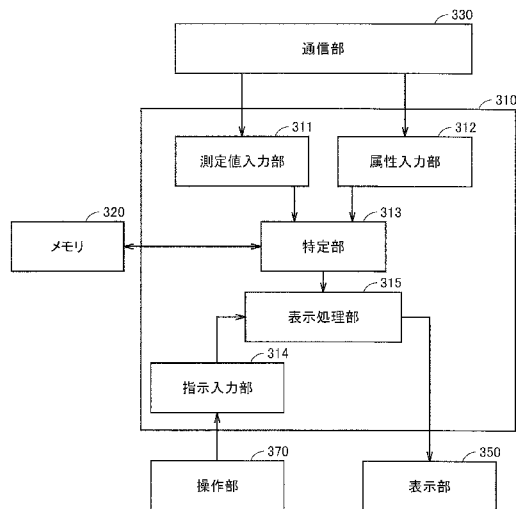 330
通信部
310
311
測定値入力部
312
属性入力部
320
メモリ
313
特定部
315
表示処理部
314
指示入力部
370
操作部
350
表示部